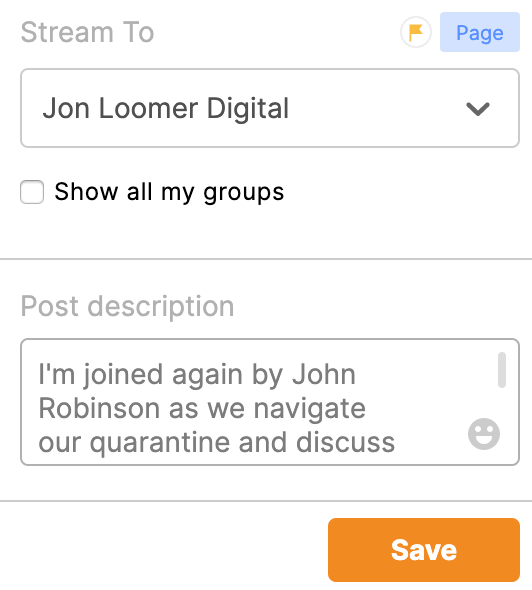 Stream To
Page
Jon Loomer Digital
Show all my groups
Post description
I'm joined again by John
Robinson as we navigate
our quarantine and discuss
Save